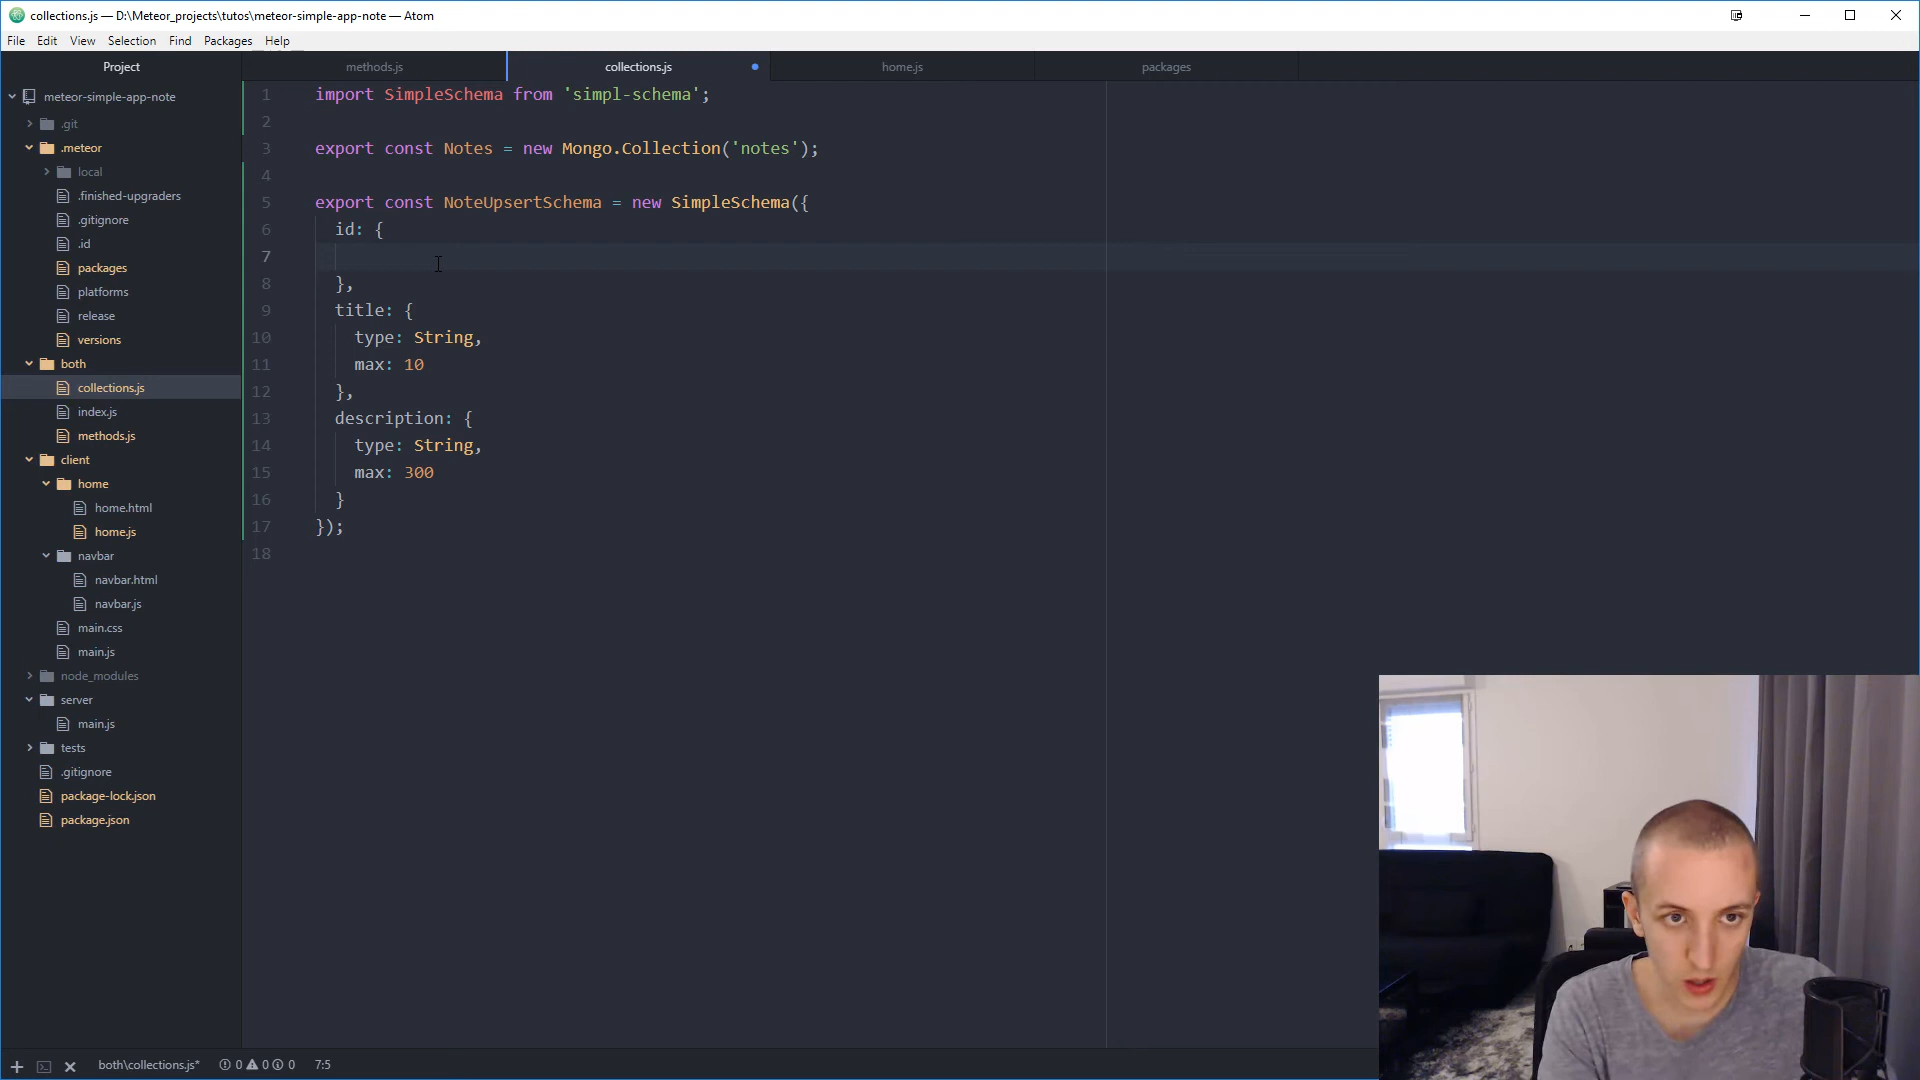 collections.js — D:\Meteor_projects\tutos\meteor-simple-app-note — Atom
File Edit View Selection Find Packages Help
Project
methods.js
collections.js
home.js
packages
meteor-simple-app-note
.git
.meteor
local
.finished-upgraders
.gitignore
.id
packages
platforms
release
versions
both
collections.js
index.js
methods.js
client
home
home.html
home.js
navbar
navbar.html
navbar.js
main.css
main.js
node_modules
server
main.js
tests
.gitignore
package-lock.json
package.json
1 import SimpleSchema from 'simpl-schema';
2
3 export const Notes = new Mongo.Collection('notes');
4
5 export const NoteUpsertSchema = new SimpleSchema({
6 id: {
7
8 },
9 title: {
10 type: String,
11 max: 10
12 },
13 description: {
14 type: String,
15 max: 300
16 }
17 });
18
both\collections.js* 0 0 0 7:5